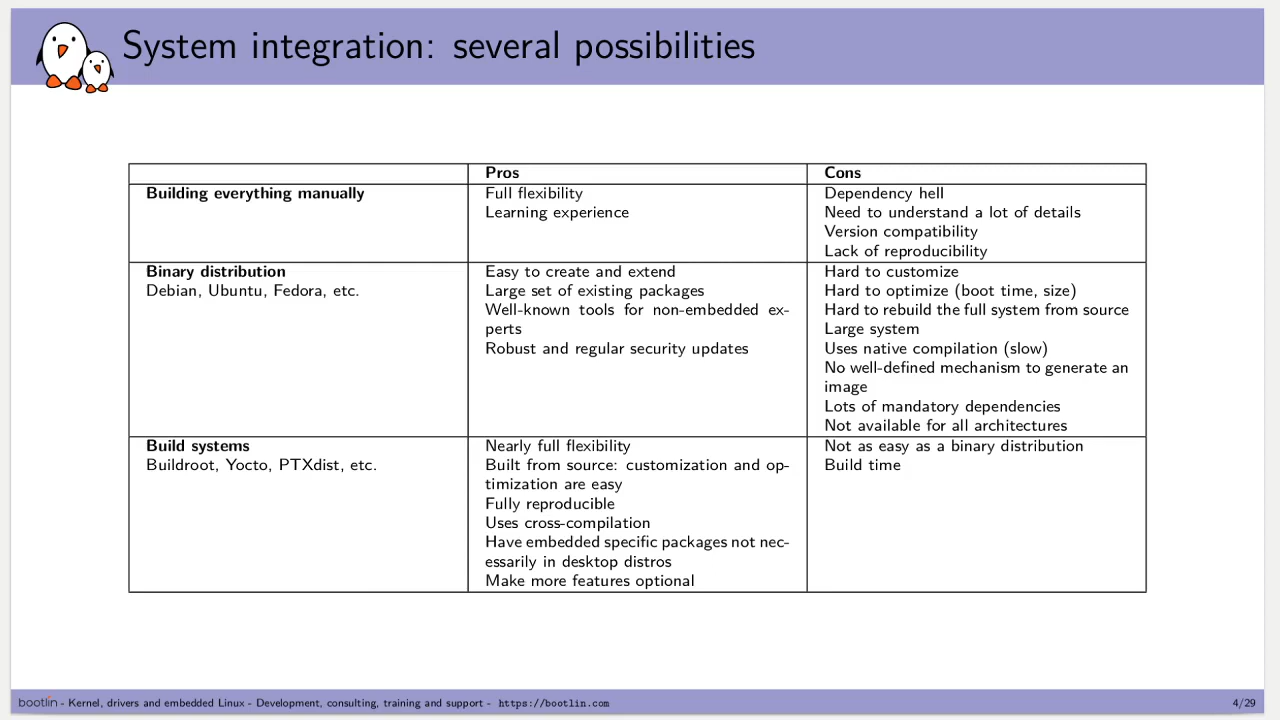 System integration: several possibilities
Pros
Cons
Building everything manually
Full flexibility
Learning experience
Dependency hell
Need to understand a lot of details
Version compatibility
Lack of reproducibility
Binary distribution
Debian, Ubuntu, Fedora, etc.
Easy to create and extend
Large set of existing packages
Well-known tools for non-embedded ex-
perts
Robust and regular security updates
Hard to customize
Hard to optimize (boot time, size)
Hard to rebuild the full system from source
Large system
Uses native compilation (slow)
No well-defined mechanism to generate an
image
Lots of mandatory dependencies
Not available for all architectures
Build systems
Buildroot, Yocto, PTXdist, etc.
Nearly full flexibility
Built from source: customization and op-
timization are easy
Fully reproducible
Uses cross-compilation
Have embedded specific packages not nec-
essarily in desktop distros
Make more features optional
Not as easy as a binary distribution
Build time
bootlin - Kernel, drivers and embedded Linux - Development, consulting, training and support - https://bootlin.com
4/29